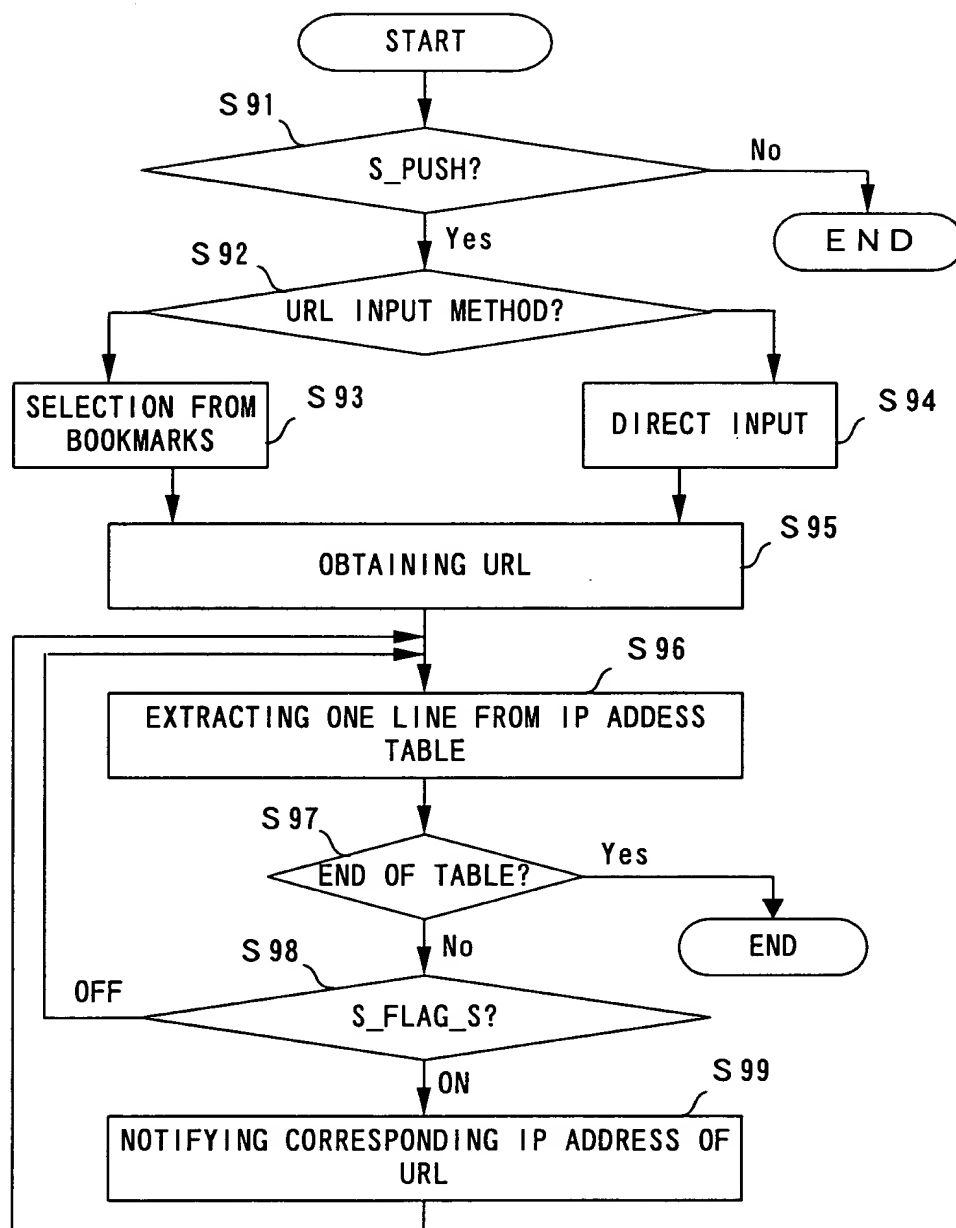 START
S91
S_PUSH?
No
END
Yes
S92
URL INPUT METHOD?
SELECTION FROM
BOOKMARKS
S93
DIRECT INPUT
S94
OBTAINING URL
S95
S96
EXTRACTING ONE LINE FROM IP ADDESS
TABLE
S97
END OF TABLE?
Yes
END
No
S98
OFF
S_FLAG_S?
ON
S99
NOTIFYING CORRESPONDING IP ADDRESS OF
URL